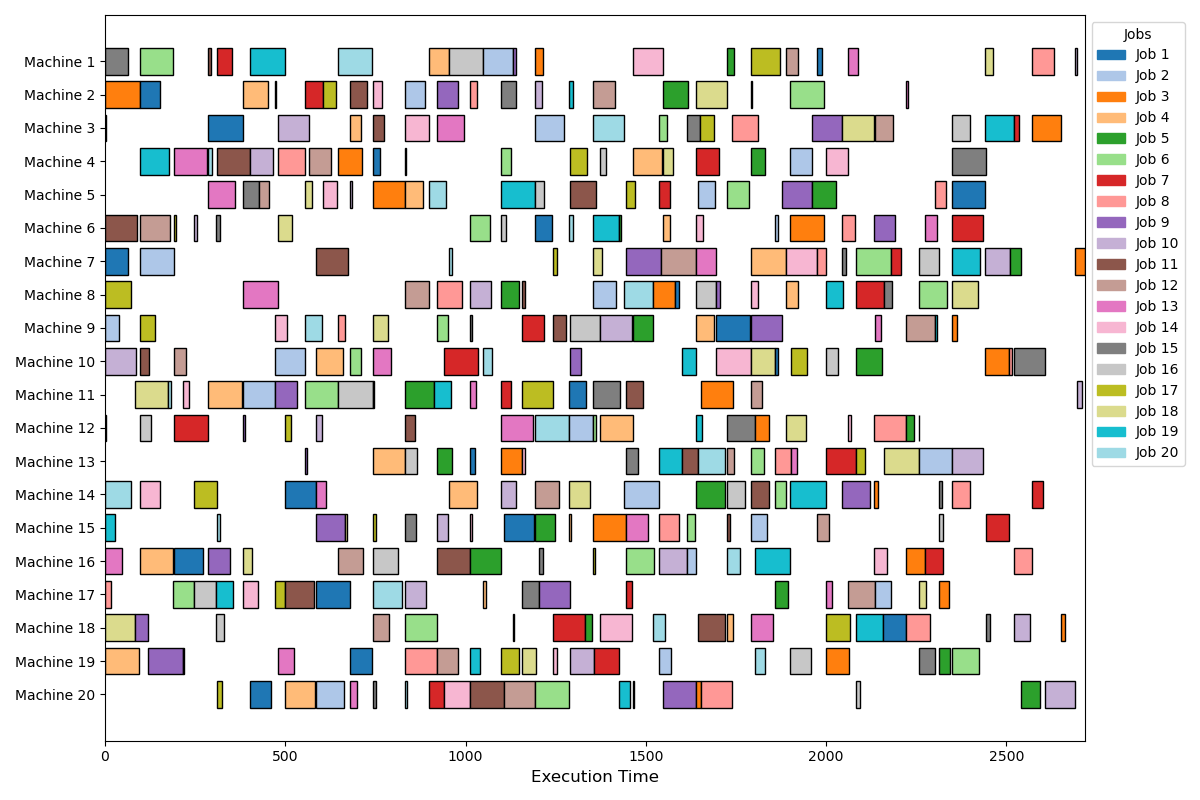 Machine 1
Machine 2
Machine 3
Machine 4
Machine 5
Machine 6
Machine 7
Machine 8
Machine 9
Machine 10
Machine 11
Machine 12
Machine 13
Machine 14
Machine 15
Machine 16
Machine 17
Machine 18
Machine 19
Machine 20
0 500 1000 1500 2000 2500
Execution Time
Jobs
Job 1
Job 2
Job 3
Job 4
Job 5
Job 6
Job 7
Job 8
Job 9
Job 10
Job 11
Job 12
Job 13
Job 14
Job 15
Job 16
Job 17
Job 18
Job 19
Job 20